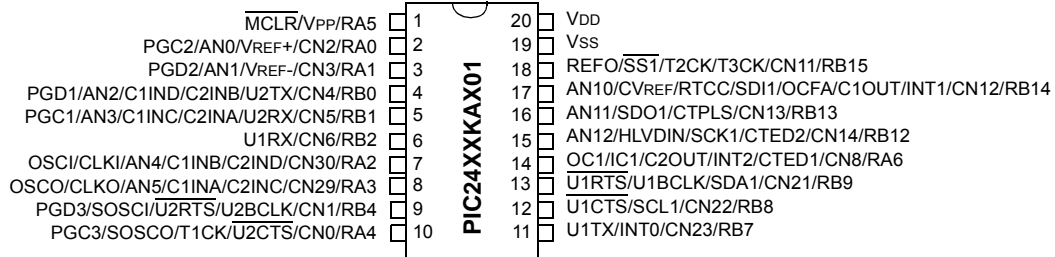 MCLR/VPP/RA5 1 20 VDD
PGC2/AN0/VREF+/CN2/RA0 2 19 VSS
PGD2/AN1/VREF-/CN3/RA1 3 18 REFO/SS1/T2CK/T3CK/CN11/RB15
PGD1/AN2/C1IND/C2INB/U2TX/CN4/RB0 4 17 AN10/CVREF/RTCC/SDI1/OCFA/C1OUT/INT1/CN12/RB14
PGC1/AN3/C1INC/C2INA/U2RX/CN5/RB1 5 16 AN11/SDO1/CTPLS/CN13/RB13
U1RX/CN6/RB2 6 15 AN12/HLVDIN/SCK1/CTED2/CN14/RB12
OSCI/CLKI/AN4/C1INB/C2IND/CN30/RA2 7 14 OC1/IC1/C2OUT/INT2/CTED1/CN8/RA6
OSCO/CLKO/AN5/C1INA/C2INC/CN29/RA3 8 13 U1RTS/U1BCLK/SDA1/CN21/RB9
PGD3/SOSCI/U2RTS/U2BCLK/CN1/RB4 9 12 U1CTS/SCL1/CN22/RB8
PGC3/SOSCO/T1CK/U2CTS/CN0/RA4 10 11 U1TX/INT0/CN23/RB7
PIC24XXKAX01